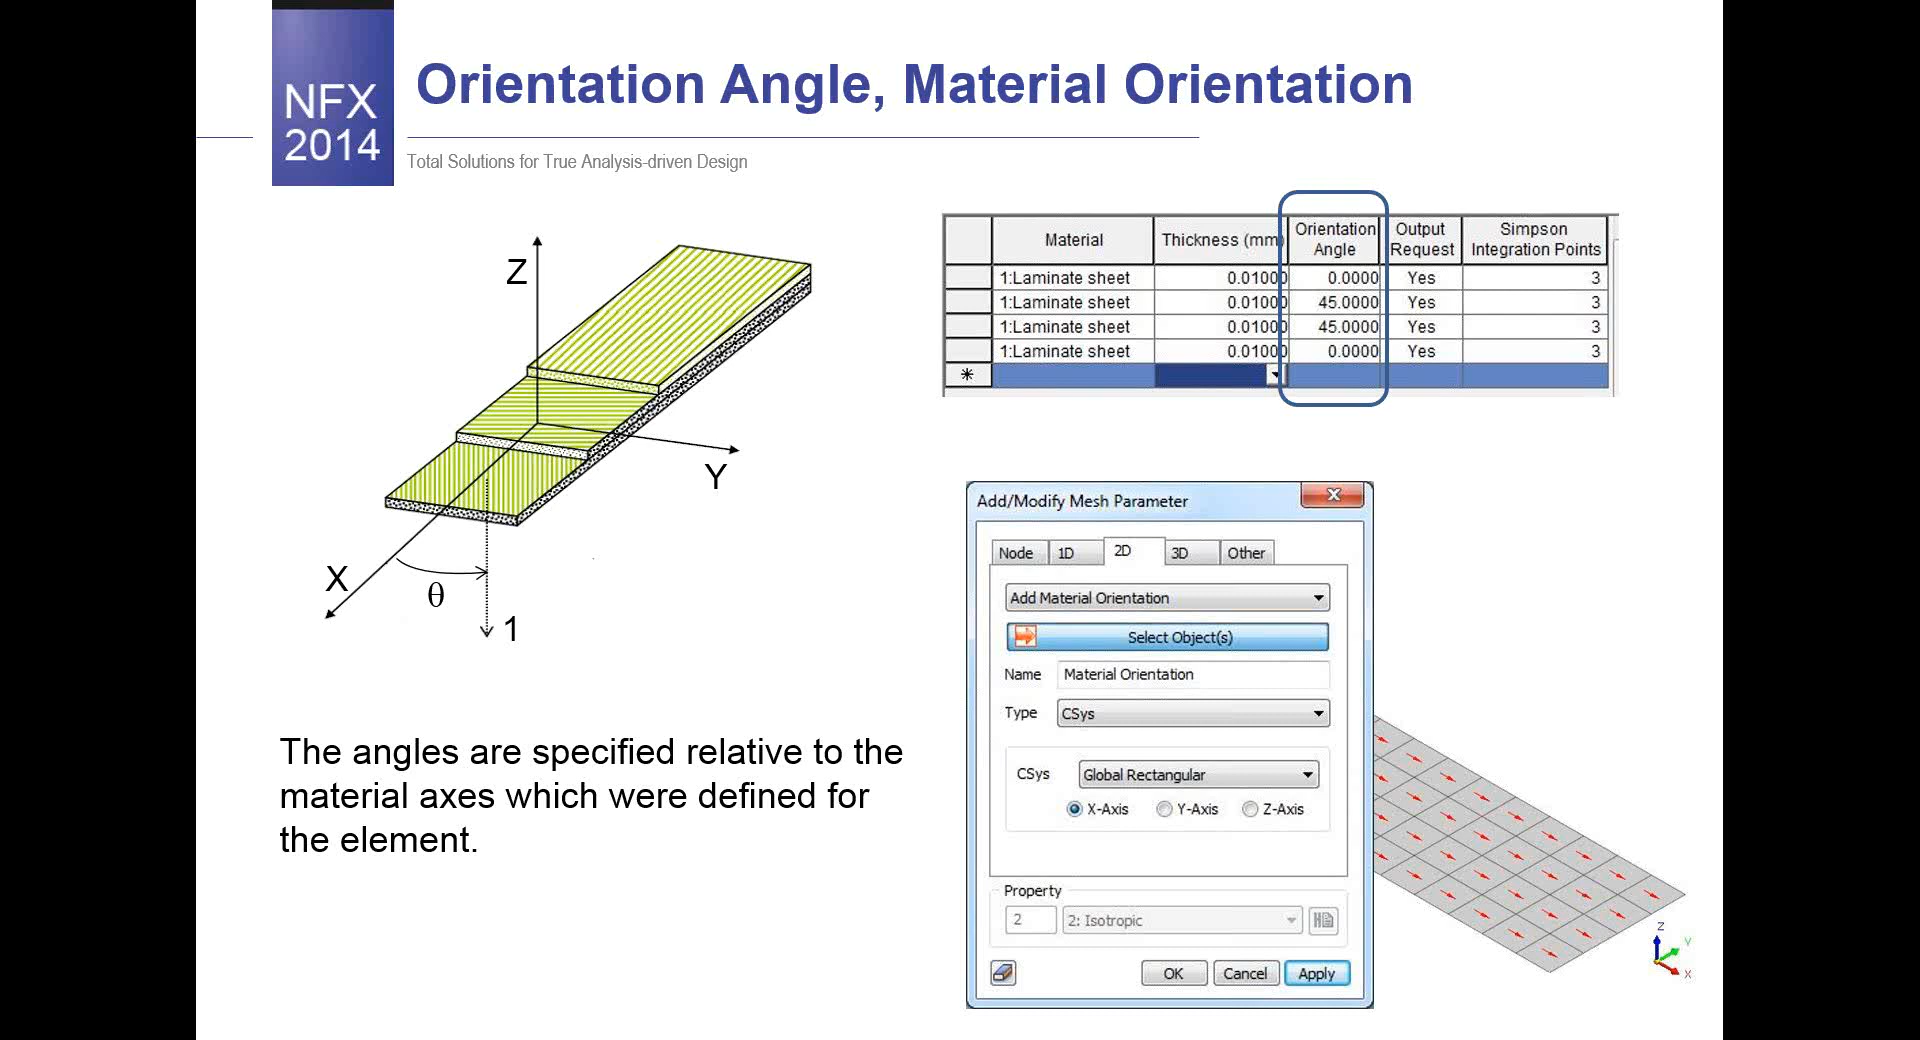 NFX
2014
Orientation Angle, Material Orientation
Total Solutions for True Analysis-driven Design
Z
Y
X
θ
1
Material Thickness (mm) Orientation Angle Output Request Simpson Integration Points
1:Laminate sheet 0.01000 0.0000 Yes 3
1:Laminate sheet 0.01000 45.0000 Yes 3
1:Laminate sheet 0.01000 45.0000 Yes 3
1:Laminate sheet 0.01000 0.0000 Yes 3
*
The angles are specified relative to the
material axes which were defined for
the element.
Add/Modify Mesh Parameter
Node 1D 2D 3D Other
Add Material Orientation
Select Object(s)
Name Material Orientation
Type CSys
CSys Global Rectangular
X-Axis Y-Axis Z-Axis
Property
2 2: Isotropic
OK Cancel Apply
Z
Y
X